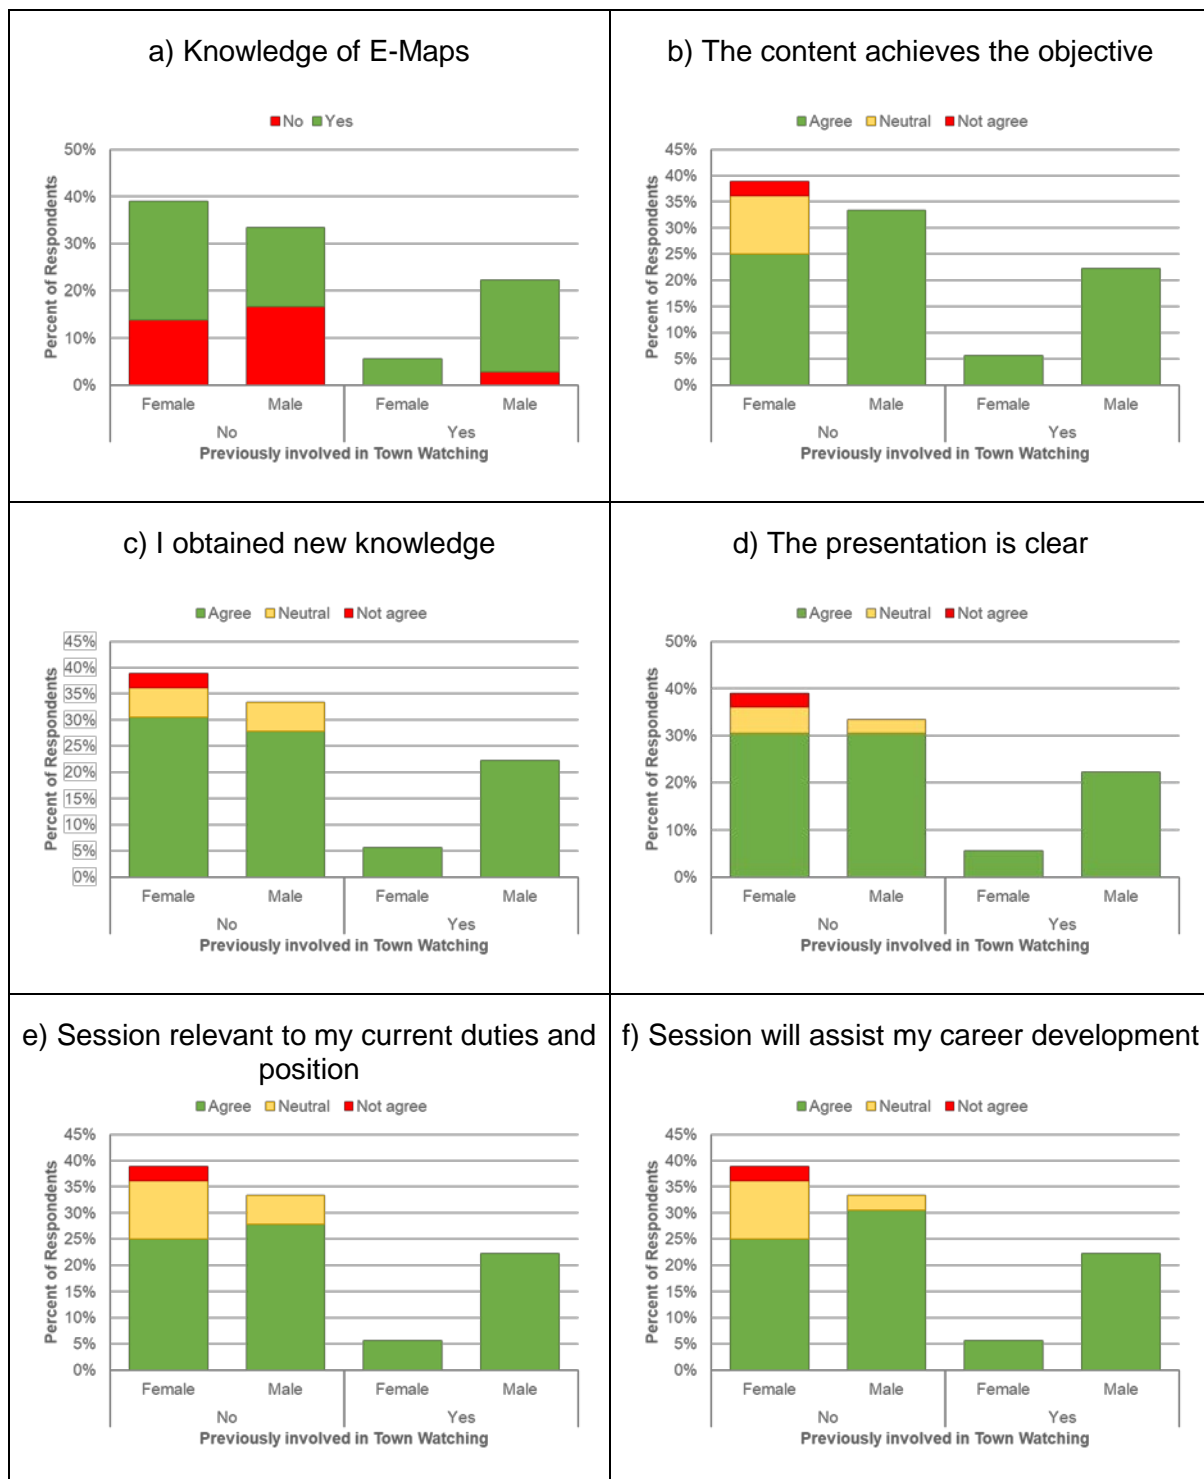 a) Knowledge of E-Maps
No Yes
Percent of Respondents
50%
40%
30%
20%
10%
0%
Female Male Female Male
No Yes
Previously involved in Town Watching
b) The content achieves the objective
Agree Neutral Not agree
Percent of Respondents
45%
40%
35%
30%
25%
20%
15%
10%
5%
0%
Female Male Female Male
No Yes
Previously involved in Town Watching
c) I obtained new knowledge
Agree Neutral Not agree
Percent of Respondents
45%
40%
35%
30%
25%
20%
15%
10%
5%
0%
Female Male Female Male
No Yes
Previously involved in Town Watching
d) The presentation is clear
Agree Neutral Not agree
Percent of Respondents
50%
40%
30%
20%
10%
0%
Female Male Female Male
No Yes
Previously involved in Town Watching
e) Session relevant to my current duties and
position
Agree Neutral Not agree
Percent of Respondents
45%
40%
35%
30%
25%
20%
15%
10%
5%
0%
Female Male Female Male
No Yes
Previously involved in Town Watching
f) Session will assist my career development
Agree Neutral Not agree
Percent of Respondents
45%
40%
35%
30%
25%
20%
15%
10%
5%
0%
Female Male Female Male
No Yes
Previously involved in Town Watching